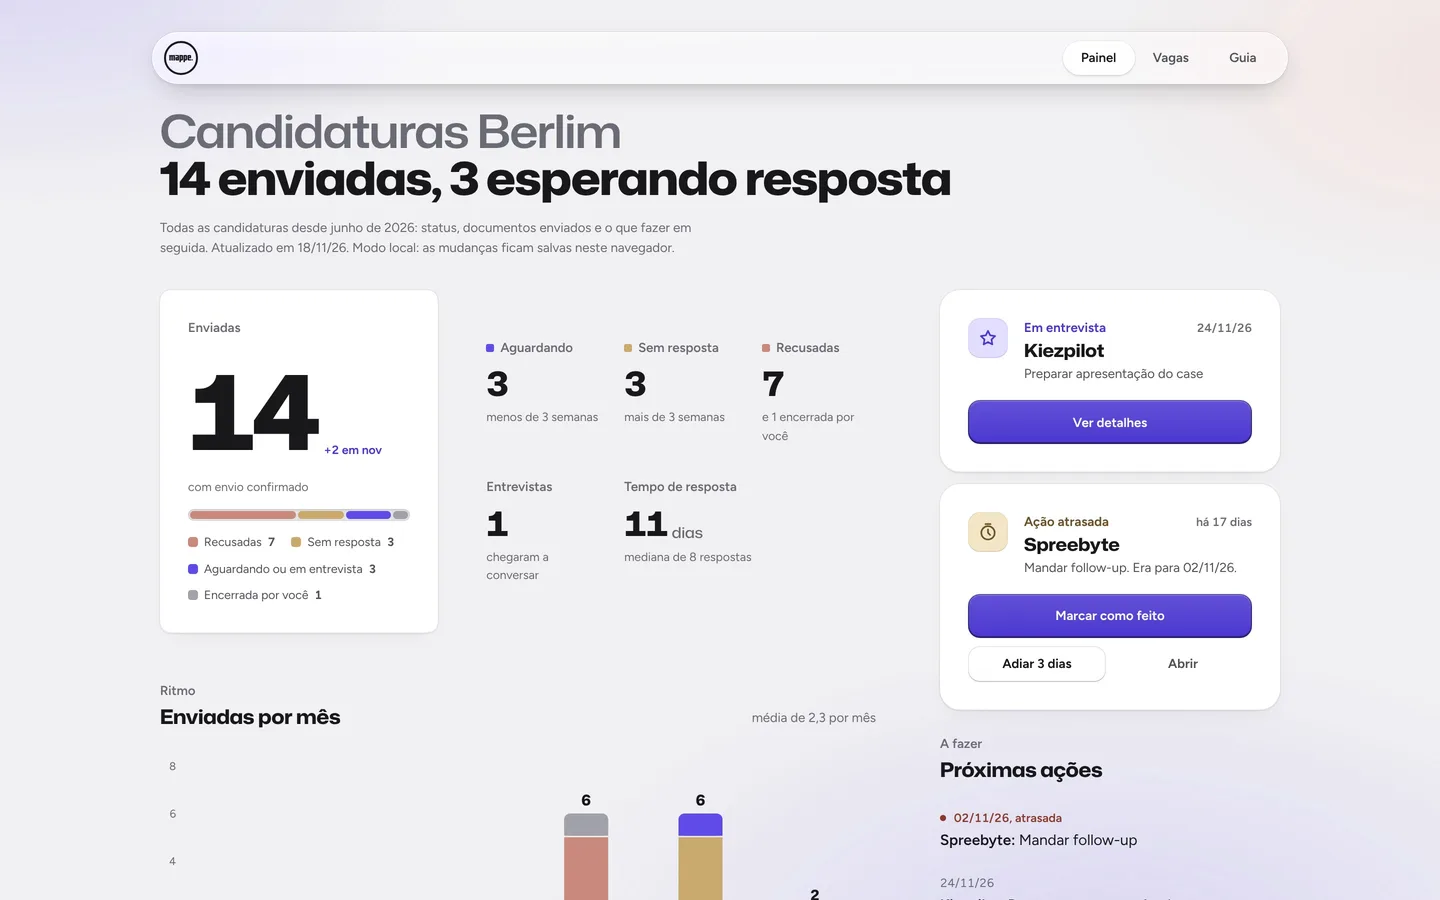 mappe.
Painel
Vagas
Guia
Candidaturas Berlim
14 enviadas, 3 esperando resposta
Todas as candidaturas desde junho de 2026: status, documentos enviados e o que fazer em
seguida. Atualizado em 18/11/26. Modo local: as mudanças ficam salvas neste navegador.
Enviadas
14
+2 em nov
com envio confirmado
Recusadas 7
Sem resposta 3
Aguardando ou em entrevista 3
Encerrada por você 1
Aguardando
3
menos de 3 semanas
Sem resposta
3
mais de 3 semanas
Recusadas
7
e 1 encerrada por
você
Entrevistas
1
chegaram a
conversar
Tempo de resposta
11 dias
mediana de 8 respostas
Em entrevista
24/11/26
Kiezpilot
Preparar apresentação do case
Ver detalhes
Ação atrasada
há 17 dias
Spreebyte
Mandar follow-up. Era para 02/11/26.
Marcar como feito
Adiar 3 dias
Abrir
Ritmo
Enviadas por mês
média de 2,3 por mês
8
6
4
6
6
2
A fazer
Próximas ações
02/11/26, atrasada
Spreebyte: Mandar follow-up
24/11/26